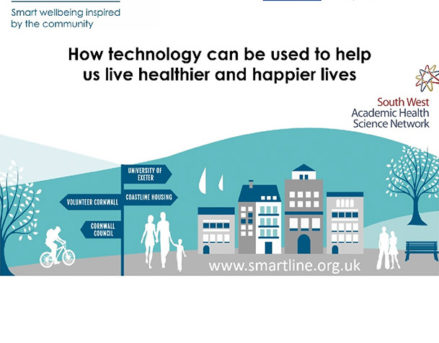 Smart wellbeing inspired
by the community
How technology can be used to help
us live healthier and happier lives
South West
Academic Health
Science Network
UNIVERSITY OF
EXETER
COASTLINE HOUSING
VOLUNTEER CORNWALL
CORNWALL
COUNCIL
www.smartline.org.uk